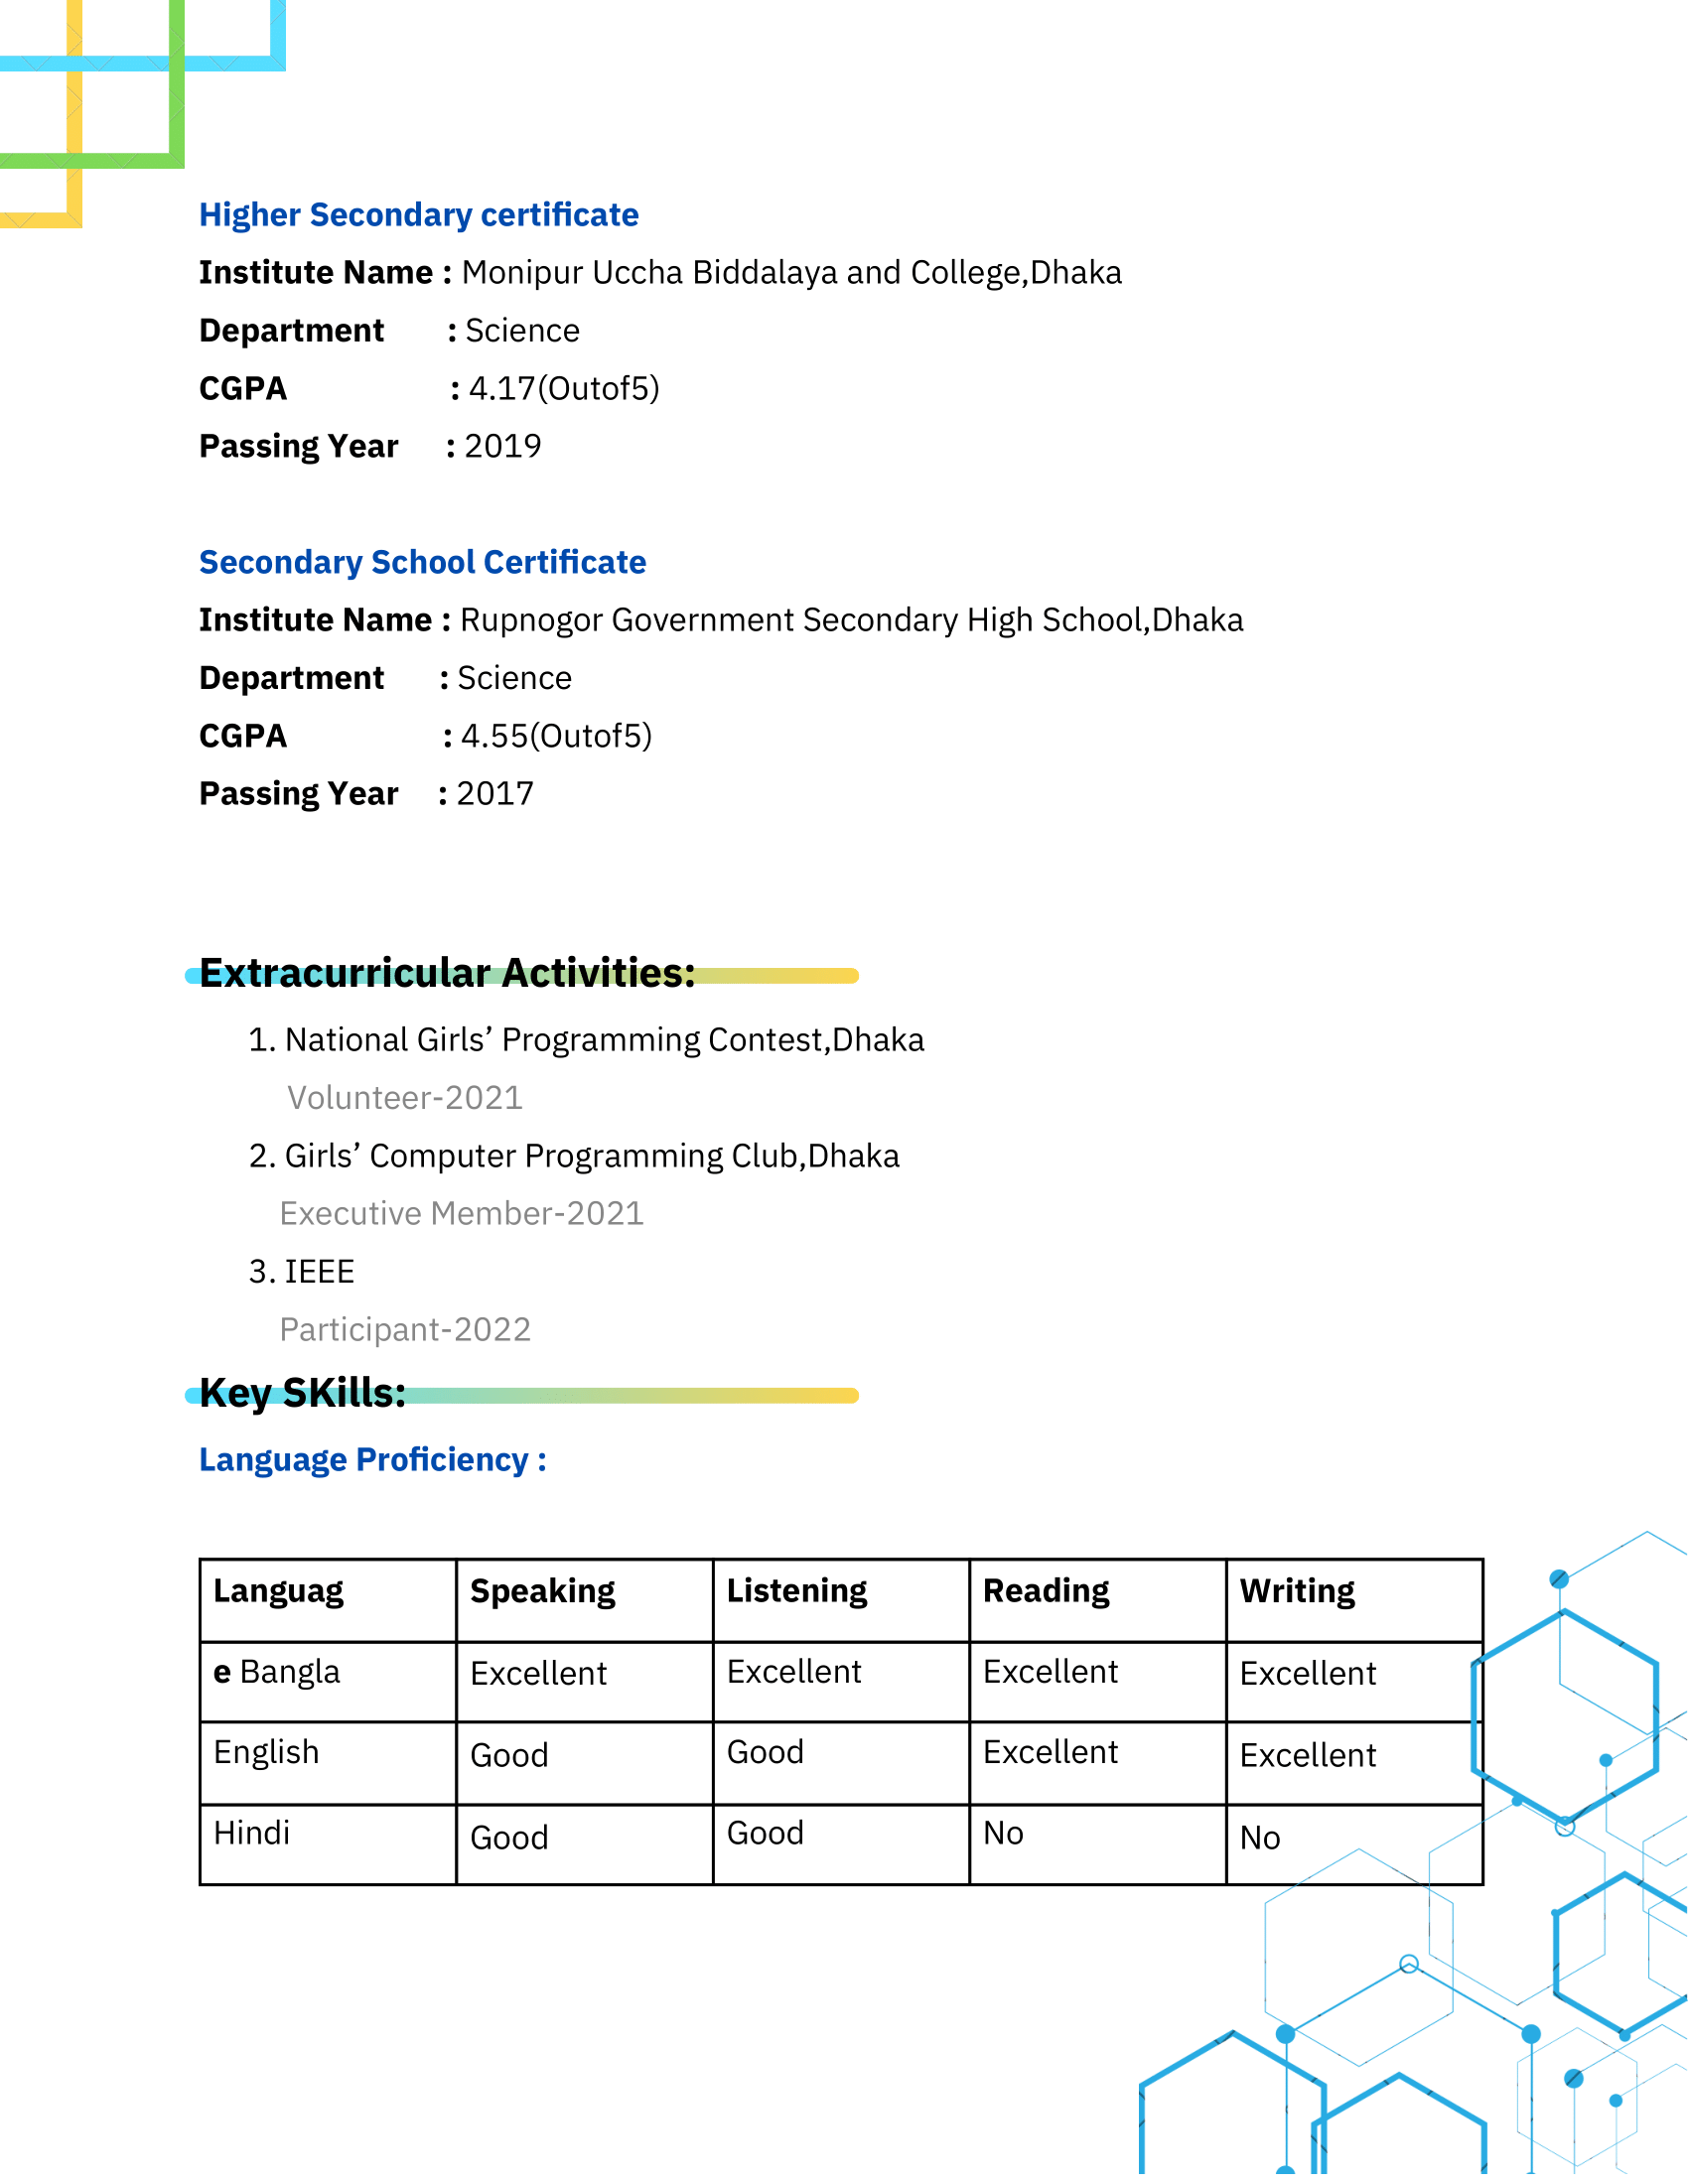 Higher Secondary certificate
Institute Name : Monipur Uccha Biddalaya and College,Dhaka
Department : Science
CGPA : 4.17(Outof5)
Passing Year : 2019
Secondary School Certificate
Institute Name : Rupnogor Government Secondary High School,Dhaka
Department : Science
CGPA : 4.55(Outof5)
Passing Year : 2017
Extracurricular Activities:
1. National Girls’ Programming Contest,Dhaka
Volunteer-2021
2. Girls’ Computer Programming Club,Dhaka
Executive Member-2021
3. IEEE
Participant-2022
Key SKills:
Language Proficiency :
Languag Speaking Listening Reading Writing
e Bangla Excellent Excellent Excellent Excellent
English Good Good Excellent Excellent
Hindi Good Good No No